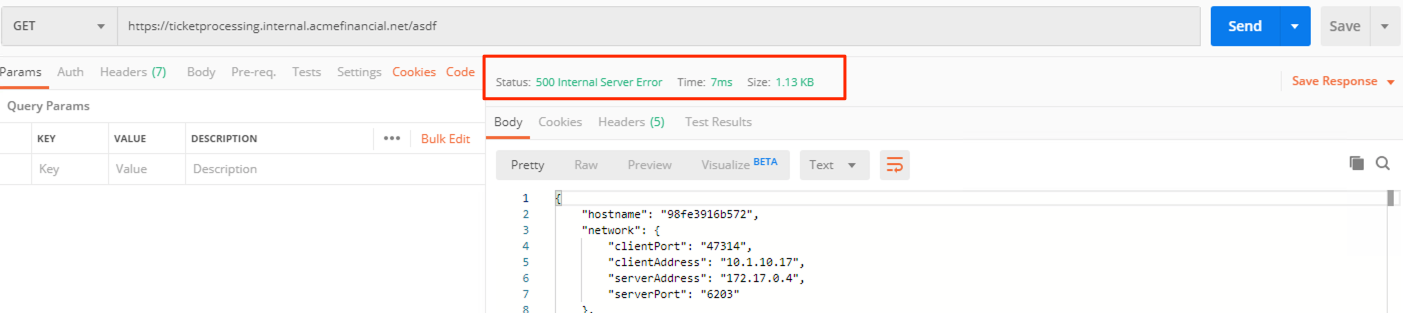 GET https://ticketprocessing.internal.acmefinancial.net/asdf Send Save
Params Auth Headers (7) Body Pre-req. Tests Settings Cookies Code
Query Params
KEY VALUE DESCRIPTION ••• Bulk Edit
Key Value Description
Status: 500 Internal Server Error Time: 7ms Size: 1.13 KB Save Response
Body Cookies Headers (5) Test Results
Pretty Raw Preview Visualize BETA Text
1 {
2 "hostname": "98fe3916b572",
3 "network": {
4 "clientPort": "47314",
5 "clientAddress": "10.1.10.17",
6 "serverAddress": "172.17.0.4",
7 "serverPort": "6203"
8 },